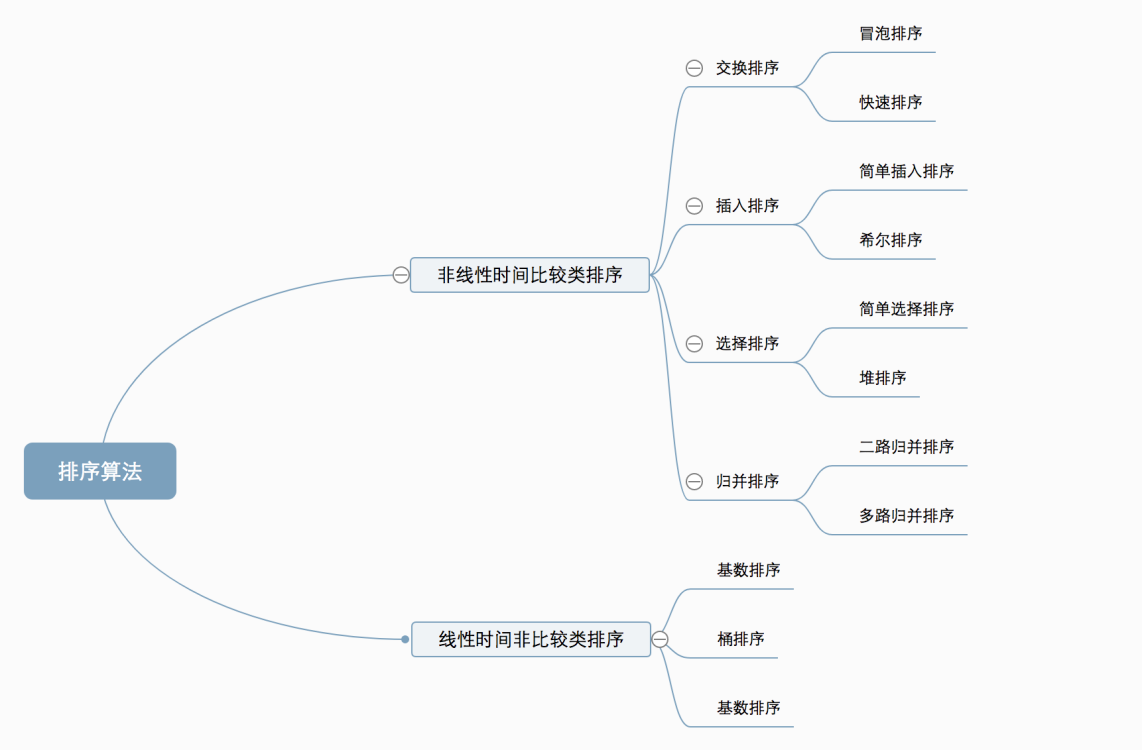 排序算法
非线性时间比较类排序
交换排序
冒泡排序
快速排序
插入排序
简单插入排序
希尔排序
选择排序
简单选择排序
堆排序
归并排序
二路归并排序
多路归并排序
线性时间非比较类排序
基数排序
桶排序
基数排序